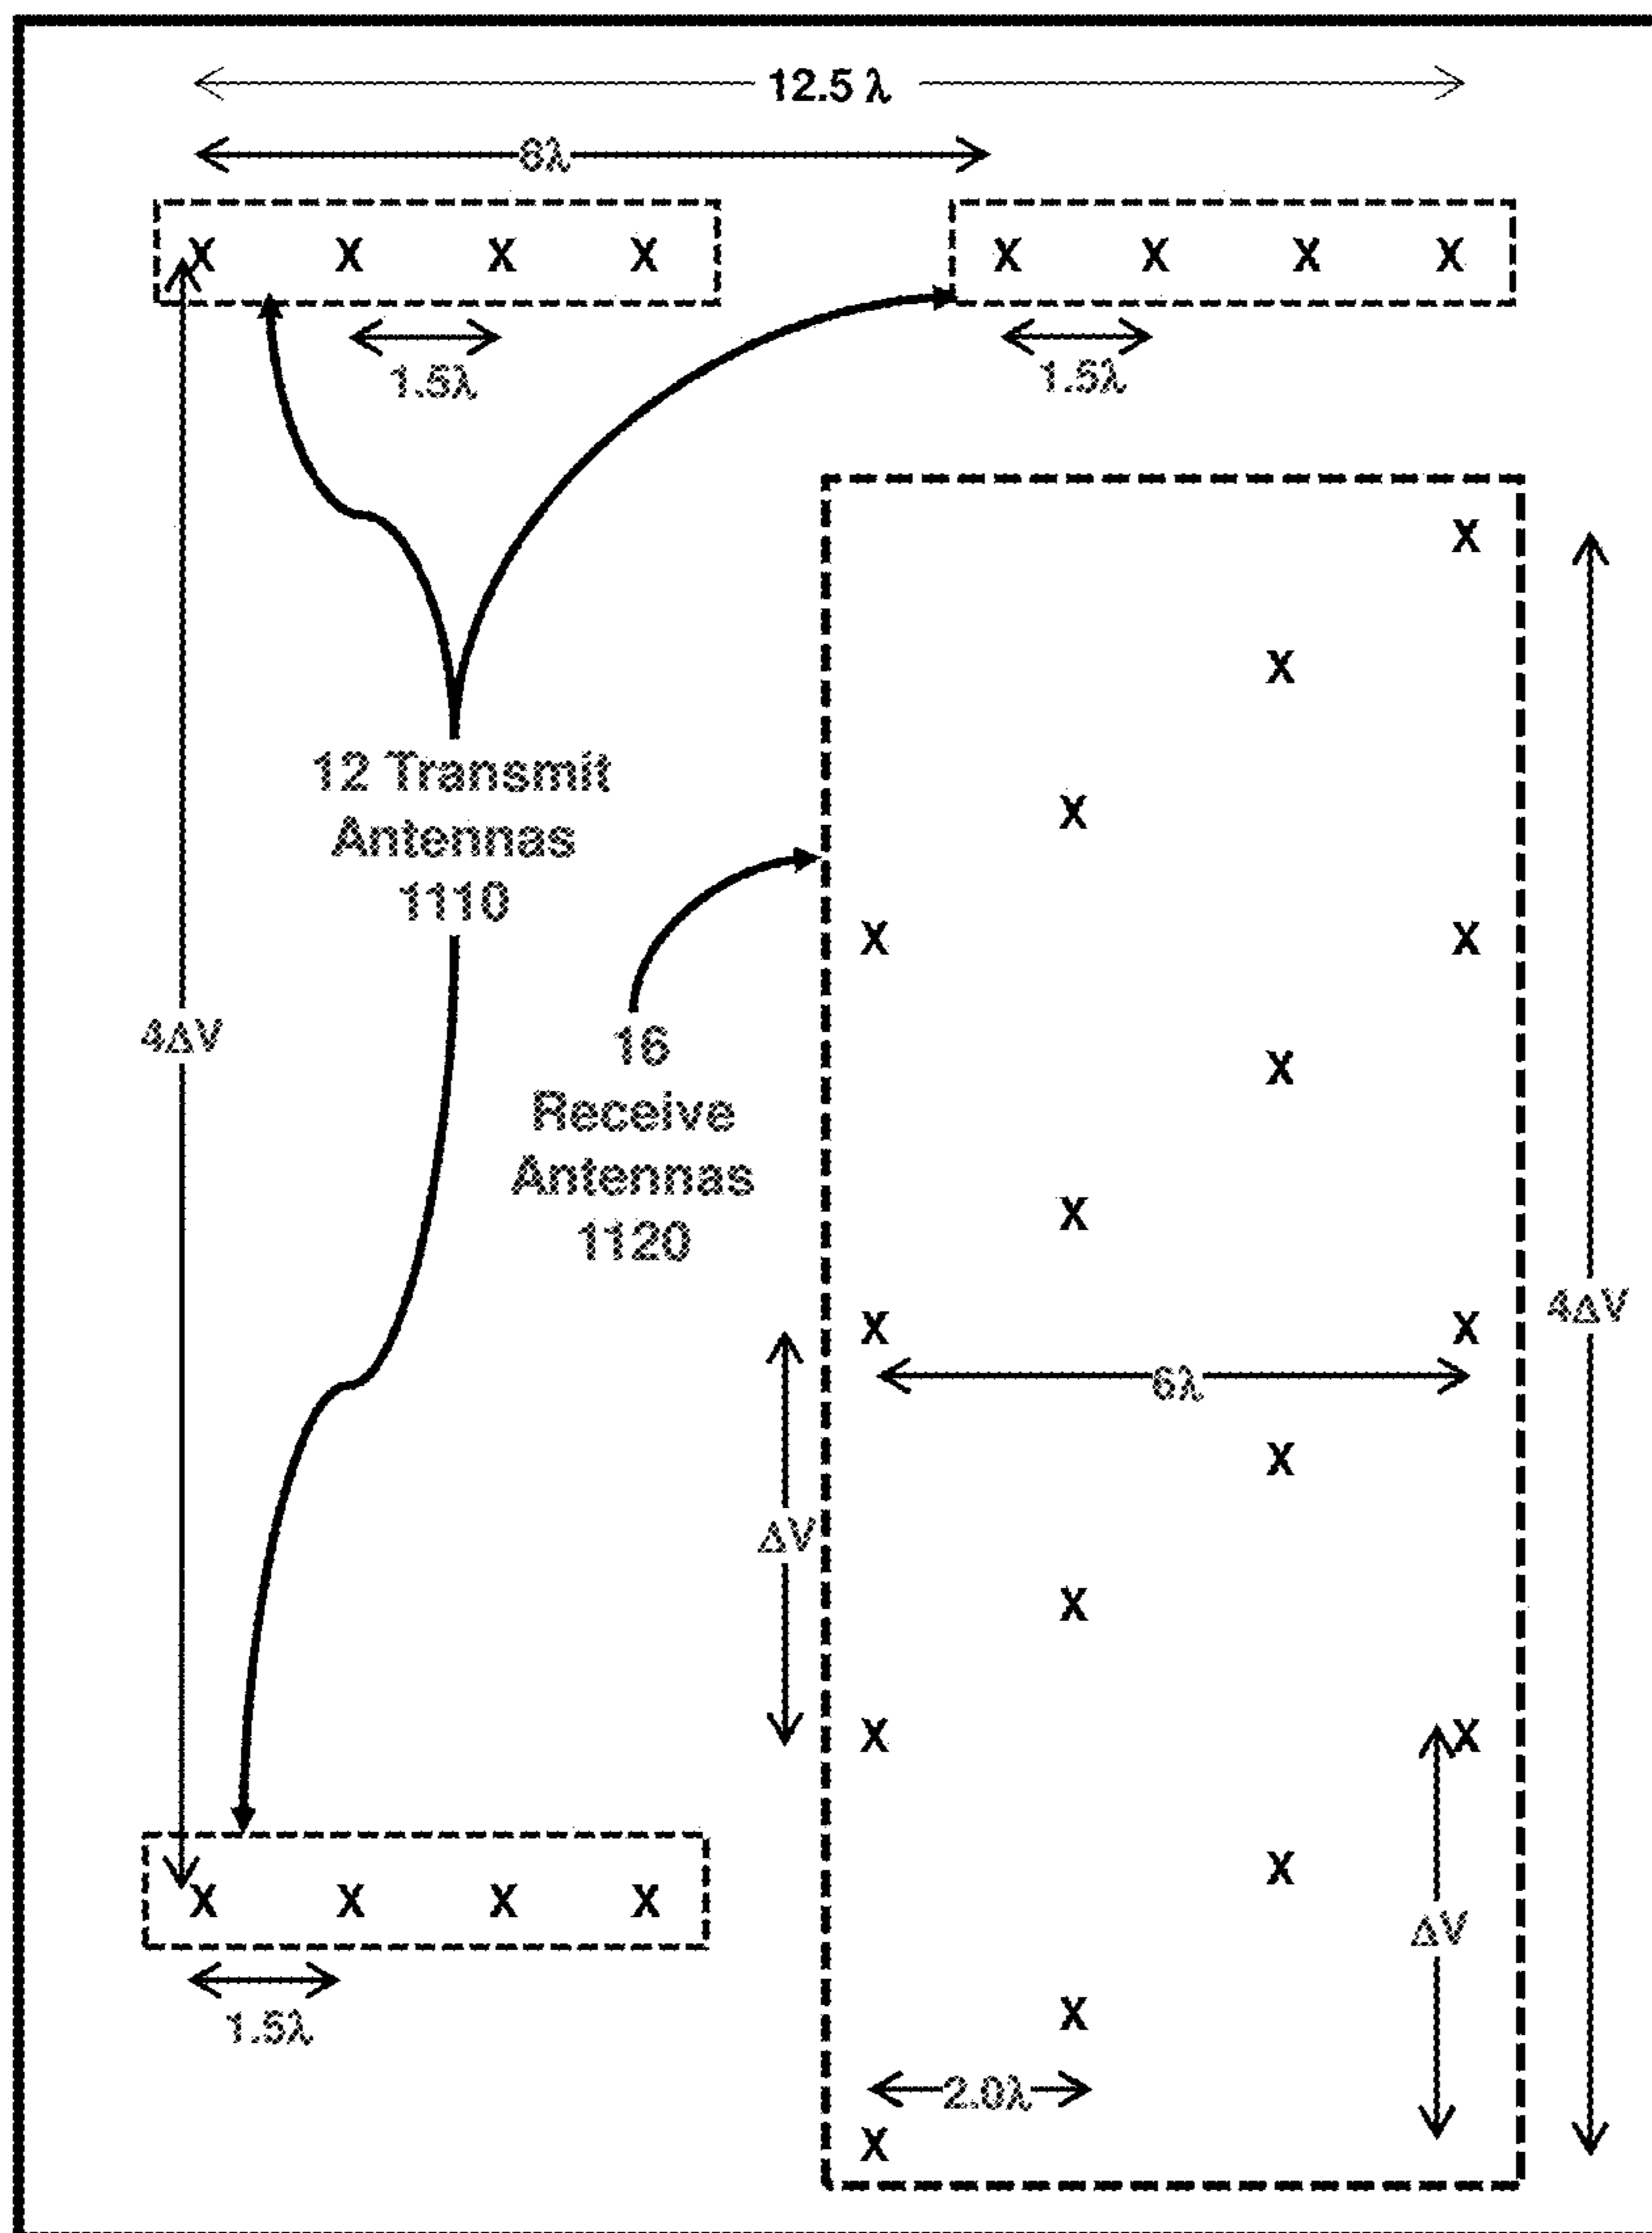 12.5 λ
8λ
X X X X
X X X X
1.5λ
1.5λ
X
X
12 Transmit
Antennas
1110
X
X X
4ΔV
16
Receive
Antennas
1120
X
X
X X
4ΔV
6λ
X
ΔV
X
X X
X
X X X X
ΔV
1.5λ
X
2.0λ
X